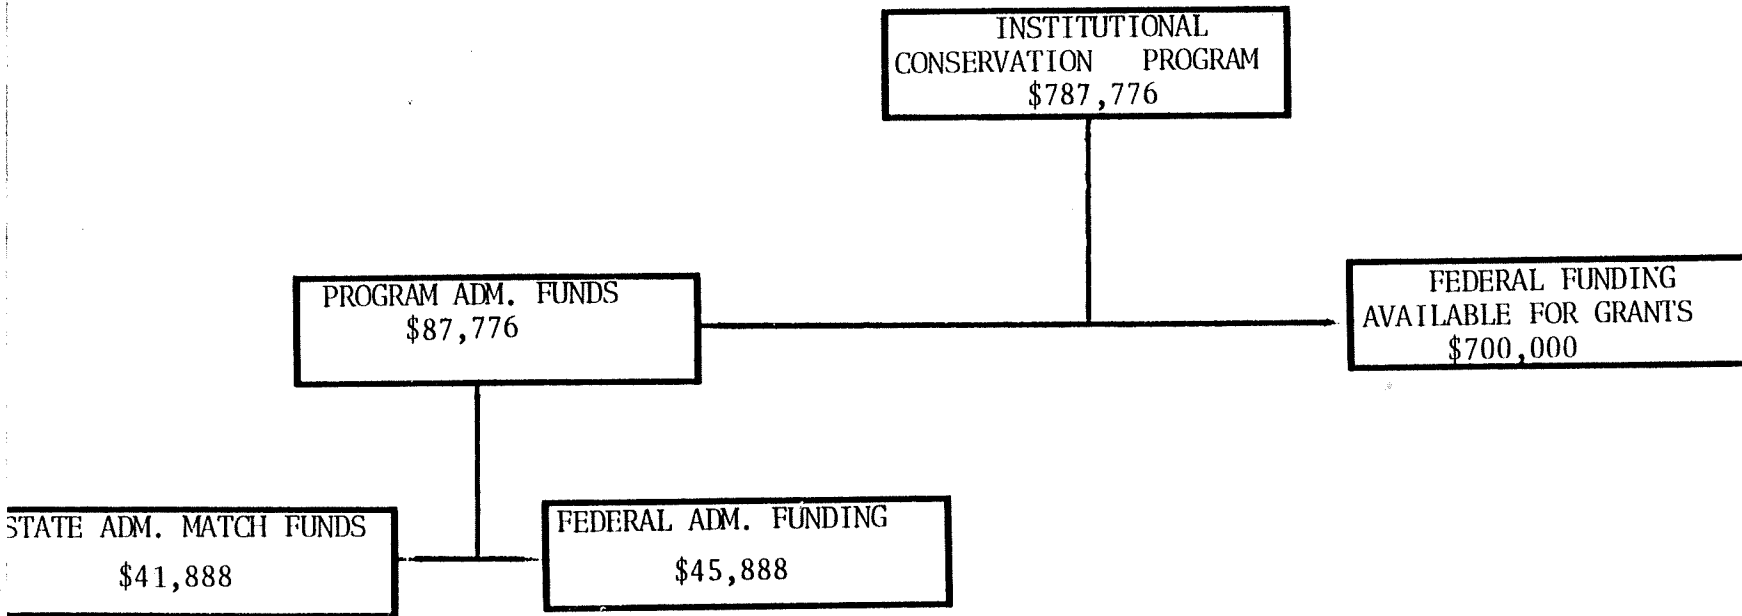 INSTITUTIONAL
CONSERVATION PROGRAM
$787,776
PROGRAM ADM. FUNDS
$87,776
FEDERAL FUNDING
AVAILABLE FOR GRANTS
$700,000
STATE ADM. MATCH FUNDS
$41,888
FEDERAL ADM. FUNDING
$45,888